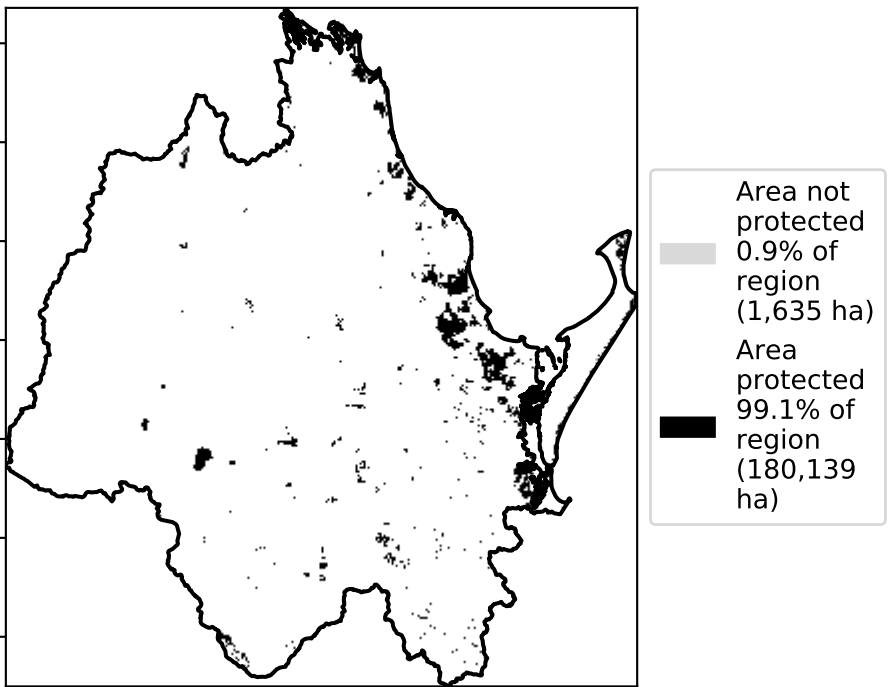 Area not
protected
0.9% of
region
(1,635 ha)
Area
protected
99.1% of
region
(180,139
ha)